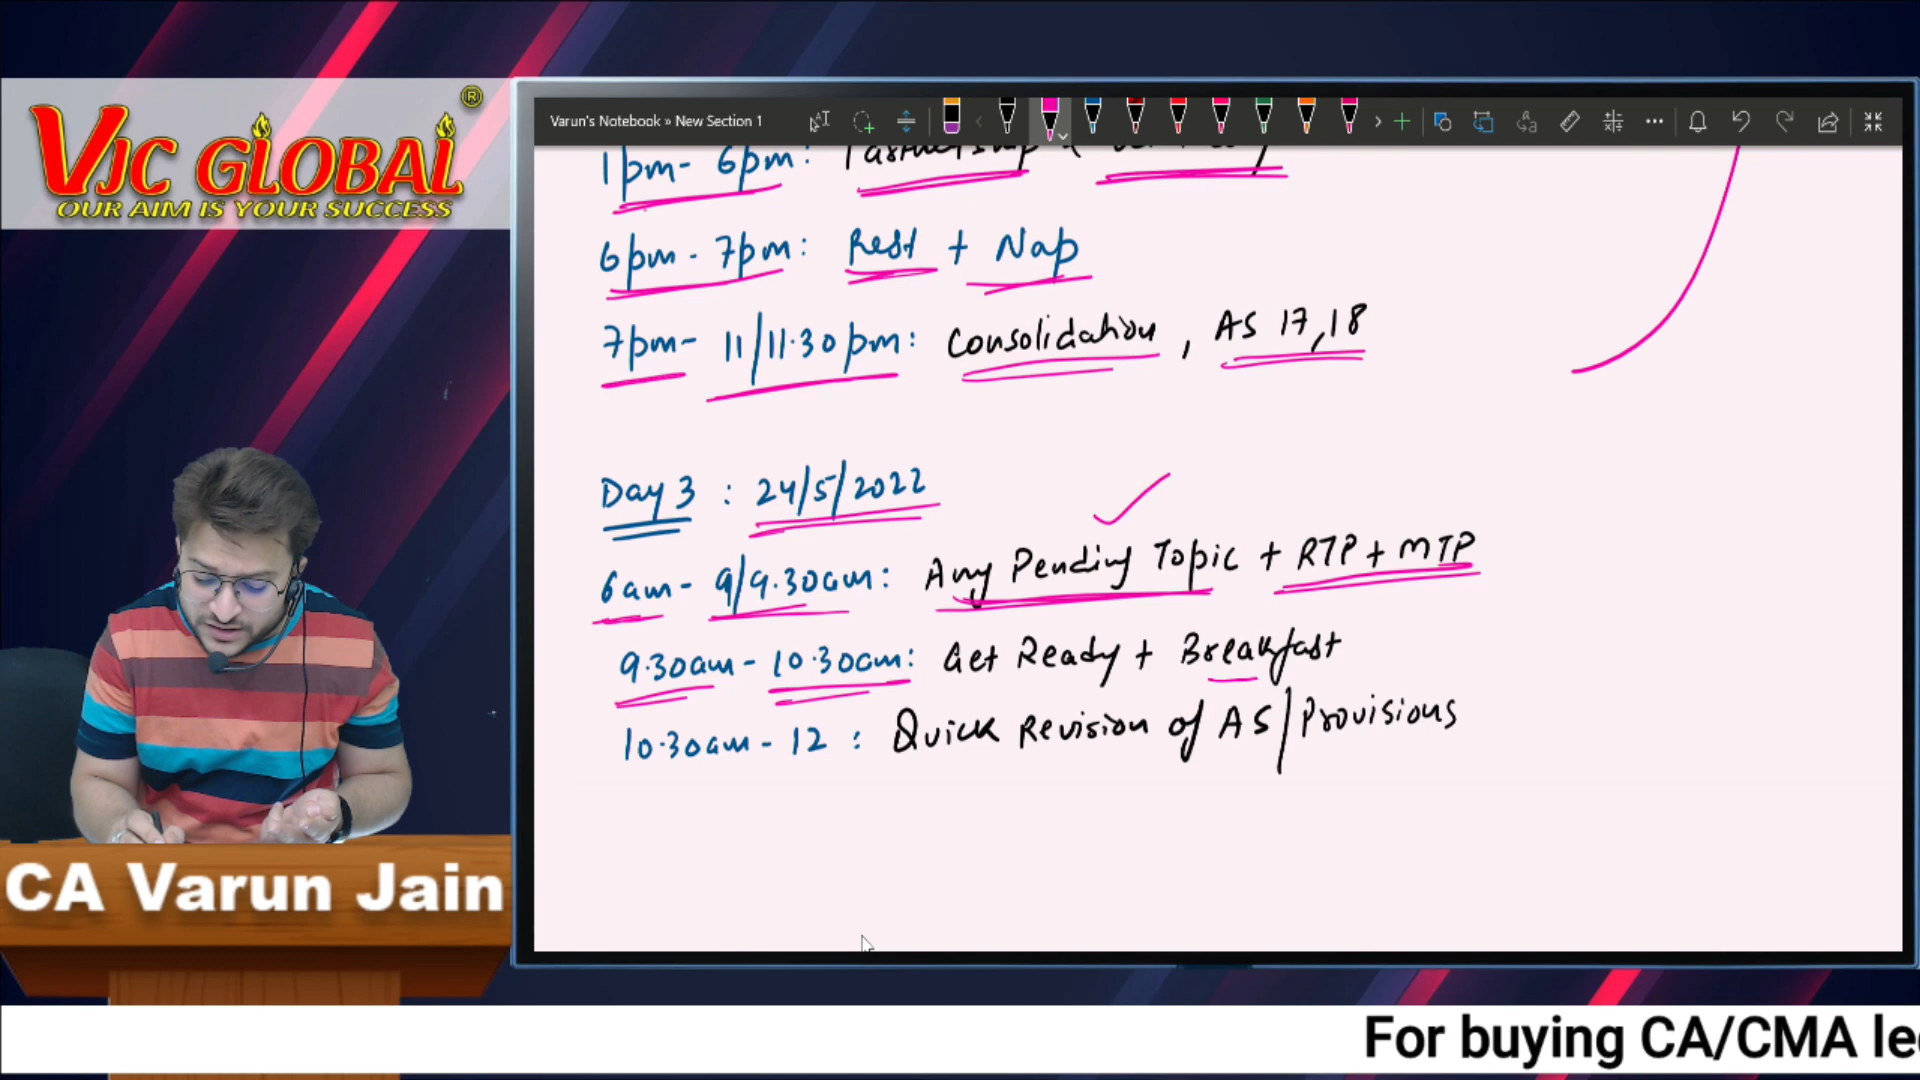 VJC GLOBAL®
OUR AIM IS YOUR SUCCESS
Varun's Notebook » New Section 1
1pm- 6pm: Partnership
6pm - 7pm: Rest + Nap
7pm- 11/11.30pm: Consolidation, AS 17,18
Day 3 : 24/5/2022
6am- 9/9.30am: Any Pending Topic + RTP + MTP
9.30am- 10.30am: Get Ready + Breakfast
10.30am- 12 : Quick Revision of AS/Provisions
CA Varun Jain
For buying CA/CMA le